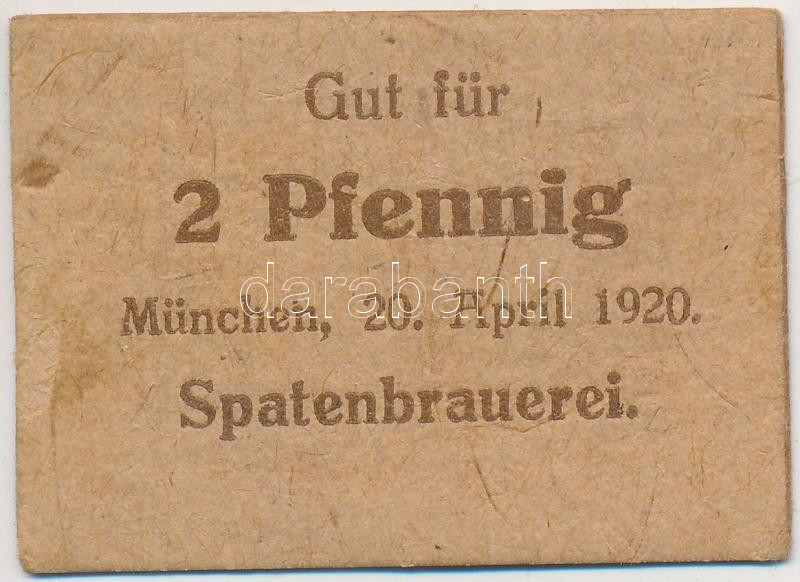 Gut für
2 Pfennig
darabanth
München, 20. April 1920.
Spatenbrauerei.